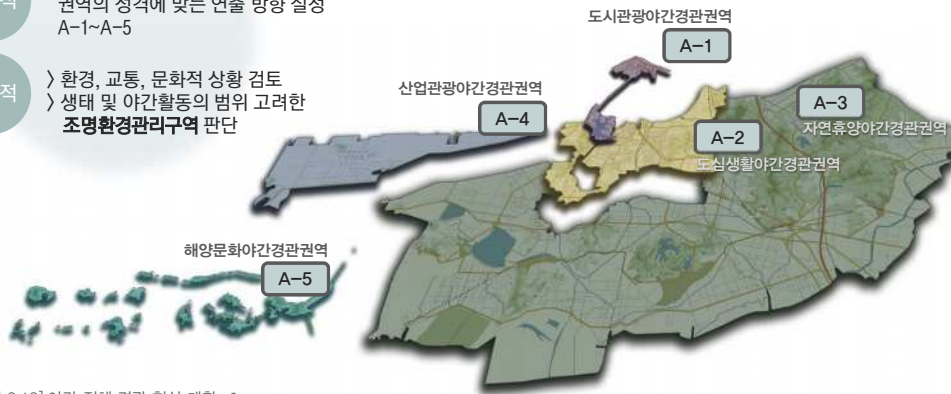 권역의 성격에 맞는 연출 방향 설정
A-1~A-5
적
> 환경, 교통, 문화적 상황 검토
> 생태 및 야간활동의 범위 고려한
조명환경관리구역 판단
도시관광야간경관권역
A-1
산업관광야간경관권역
A-4
A-3
자연휴양야간경관권역
A-2
도심생활야간경관권역
해양문화야간경관권역
A-5